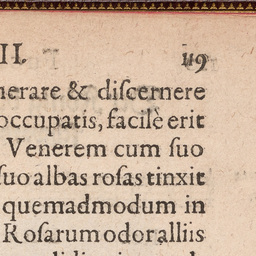 II. 119
nerare & diſcernere
occupatis, facilè erit
Venerem cum ſuo
ſuo albas roſas tinxit
quemadmodum in
Roſarum odor alliis